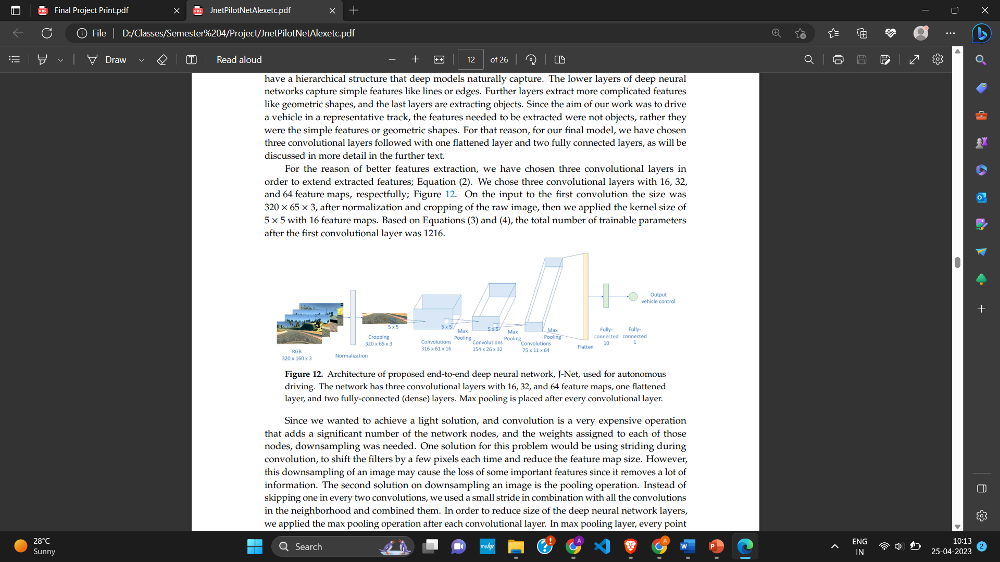 Final Project Print.pdf
JnetPilotNetAlexetc.pdf
File
D:/Classes/Semester%204/Project/JnetPilotNetAlexetc.pdf
Draw
Read aloud
12
of 26
have a hierarchical structure that deep models naturally capture. The lower layers of deep neural
networks capture simple features like lines or edges. Further layers extract more complicated features
like geometric shapes, and the last layers are extracting objects. Since the aim of our work was to drive
a vehicle in a representative track, the features needed to be extracted were not objects, rather they
were the simple features or geometric shapes. For that reason, for our final model, we have chosen
three convolutional layers followed with one flattened layer and two fully connected layers, as will be
discussed in more detail in the further text.
For the reason of better features extraction, we have chosen three convolutional layers in
order to extend extracted features; Equation (2). We chose three convolutional layers with 16, 32,
and 64 feature maps, respectfully; Figure 12. On the input to the first convolution the size was
320 × 65 × 3, after normalization and cropping of the raw image, then we applied the kernel size of
5 × 5 with 16 feature maps. Based on Equations (3) and (4), the total number of trainable parameters
after the first convolutional layer was 1216.
RGB
320 x 160 x 3
Normalization
5 x 5
Cropping
320 x 65 x 3
5 x 5
Convolutions
316 x 61 x 16
Max
Pooling
5 x 5
Convolutions
154 x 26 x 32
Max
Pooling
Convolutions
75 x 11 x 64
Max
Pooling
Flatten
Fully-
connected
10
Fully-
connected
1
Output
vehicle control
Figure 12. Architecture of proposed end-to-end deep neural network, J-Net, used for autonomous
driving. The network has three convolutional layers with 16, 32, and 64 feature maps, one flattened
layer, and two fully-connected (dense) layers. Max pooling is placed after every convolutional layer.
Since we wanted to achieve a light solution, and convolution is a very expensive operation
that adds a significant number of the network nodes, and the weights assigned to each of those
nodes, downsampling was needed. One solution for this problem would be using striding during
convolution, to shift the filters by a few pixels each time and reduce the feature map size. However,
this downsampling of an image may cause the loss of some important features since it removes a lot of
information. The second solution on downsampling an image is the pooling operation. Instead of
skipping one in every two convolutions, we used a small stride in combination with all the convolutions
in the neighborhood and combined them. In order to reduce size of the deep neural network layers,
we applied the max pooling operation after each convolutional layer. In max pooling layer, every point
28°C
Sunny
Search
myhp
ENG
IN
10:13
25-04-2023
2